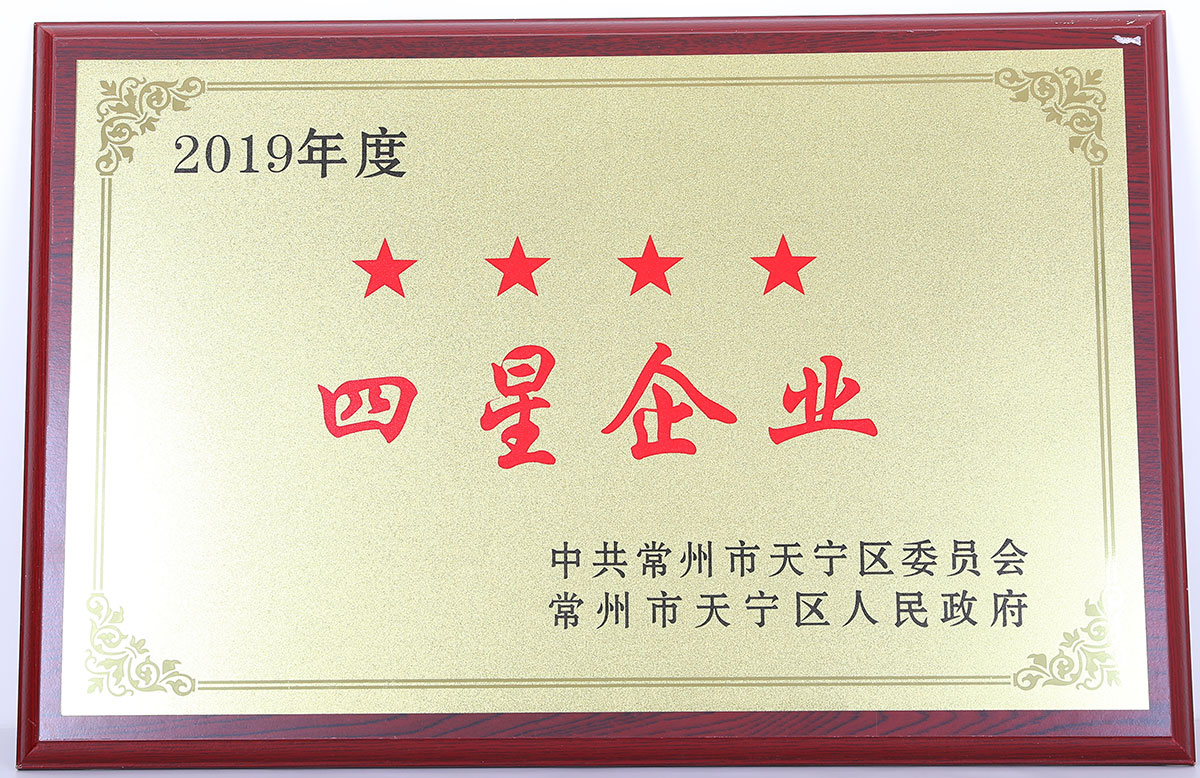 2019年度
四星企业
中共常州市天宁区委员会
常州市天宁区人民政府